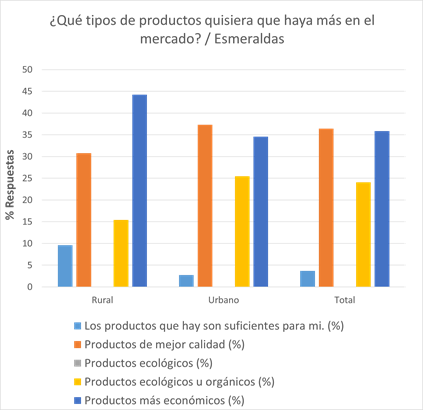 ¿Qué tipos de productos quisiera que haya más en el
mercado? / Esmeraldas
50
45
40
35
30
25
20
15
10
5
0
% Respuestas
Rural
Urbano
Total
Los productos que hay son suficientes para mi. (%)
Productos de mejor calidad (%)
Productos ecológicos (%)
Productos ecológicos u orgánicos (%)
Productos más económicos (%)